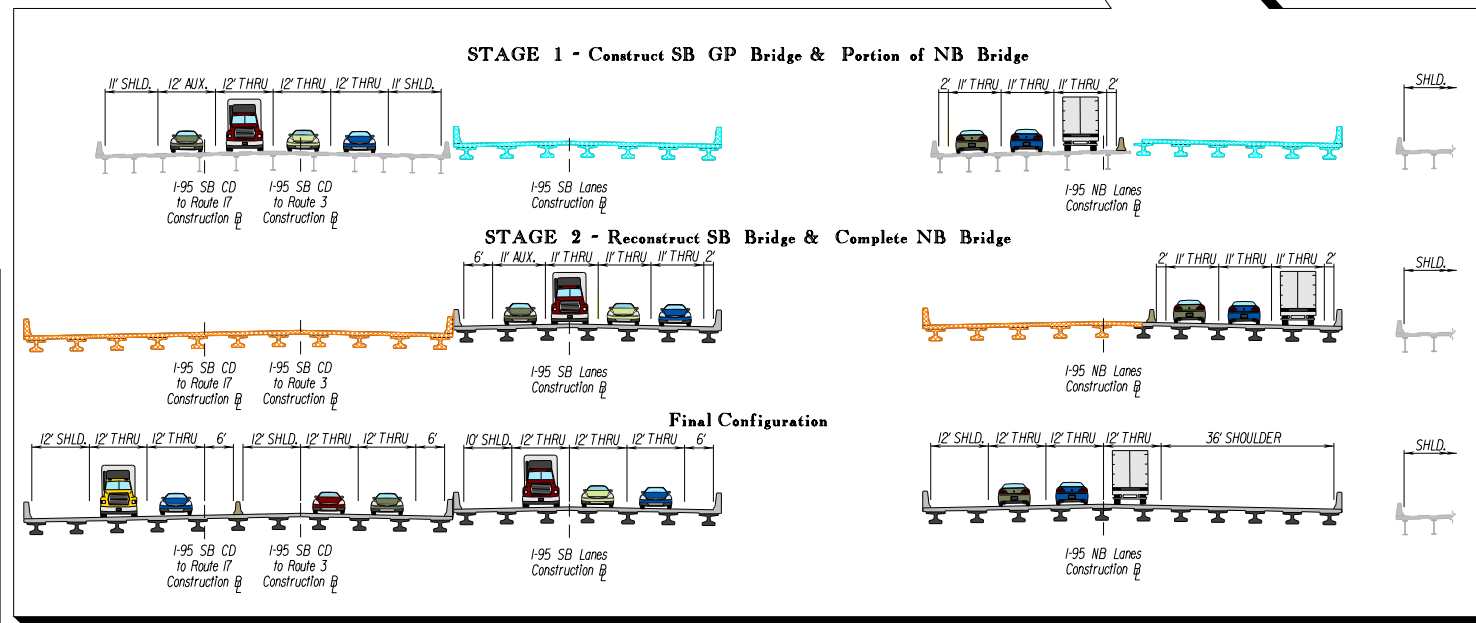 STAGE 1 - Construct SB GP Bridge & Portion of NB Bridge
11' SHLD. 12' AUX. 12' THRU 12' THRU 12' THRU 11' SHLD. 2' 11' THRU 11' THRU 11' THRU 2' SHLD.
I-95 SB CD
to Route 17
Construction
I-95 SB CD
to Route 3
Construction
I-95 SB Lanes
Construction
I-95 NB Lanes
Construction
STAGE 2 - Reconstruct SB Bridge & Complete NB Bridge
6' 11' AUX. 11' THRU 11' THRU 11' THRU 2' 2' 11' THRU 11' THRU 11' THRU 2' SHLD.
I-95 SB CD
to Route 17
Construction
I-95 SB CD
to Route 3
Construction
I-95 SB Lanes
Construction
I-95 NB Lanes
Construction
Final Configuration
12' SHLD. 12' THRU 12' THRU 6' 12' SHLD. 12' THRU 12' THRU 6' 10' SHLD. 12' THRU 12' THRU 12' THRU 6' 12' SHLD. 12' THRU 12' THRU 12' THRU 36' SHOULDER SHLD.
I-95 SB CD
to Route 17
Construction
I-95 SB CD
to Route 3
Construction
I-95 SB Lanes
Construction
I-95 NB Lanes
Construction